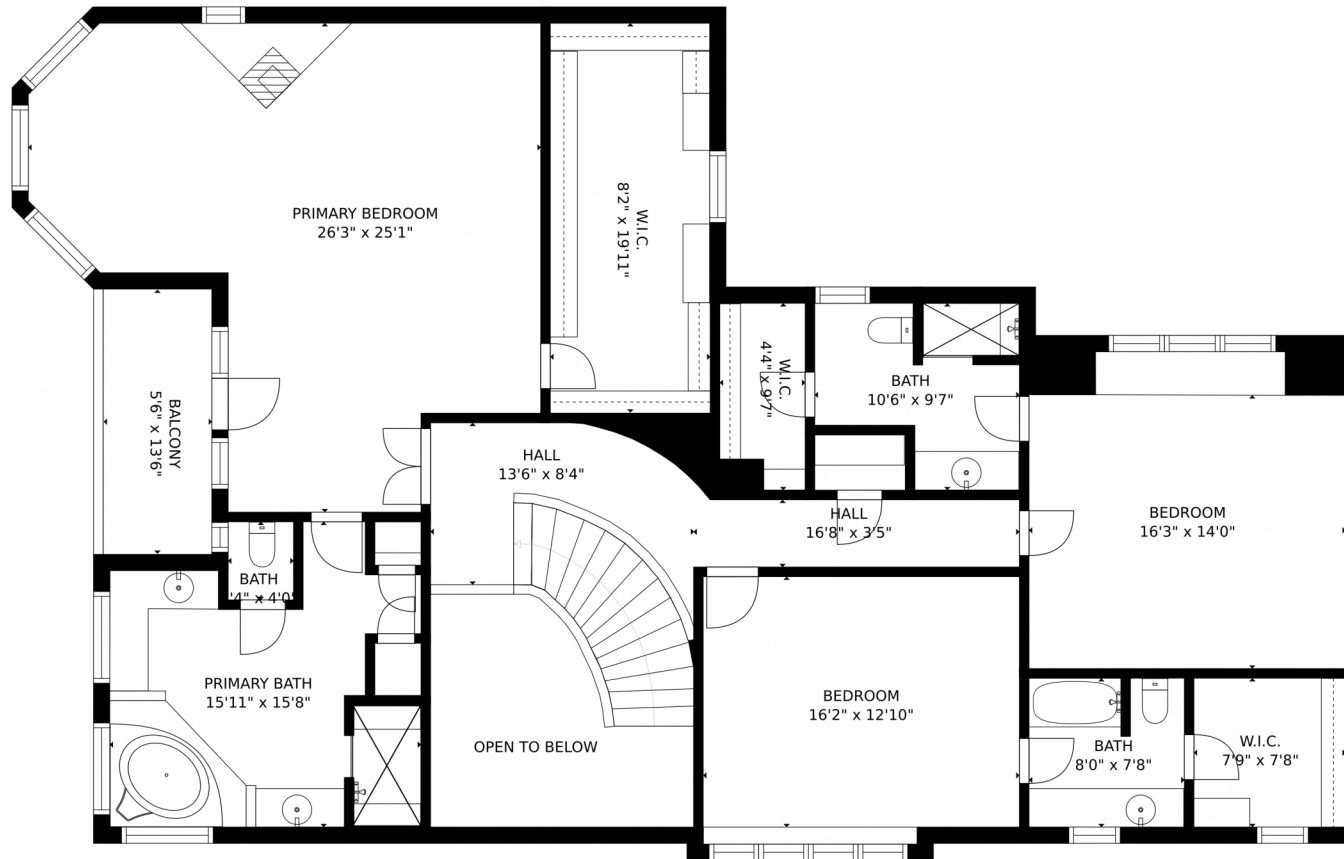 PRIMARY BEDROOM
26'3" x 25'1"
W.I.C.
8'2" x 19'11"
BALCONY
5'6" x 13'6"
HALL
13'6" x 8'4"
W.I.C.
4'4" x 9'7"
BATH
10'6" x 9'7"
HALL
16'8" x 3'5"
BEDROOM
16'3" x 14'0"
BATH
'4" x 4'0"
PRIMARY BATH
15'11" x 15'8"
OPEN TO BELOW
BEDROOM
16'2" x 12'10"
BATH
8'0" x 7'8"
W.I.C.
7'9" x 7'8"